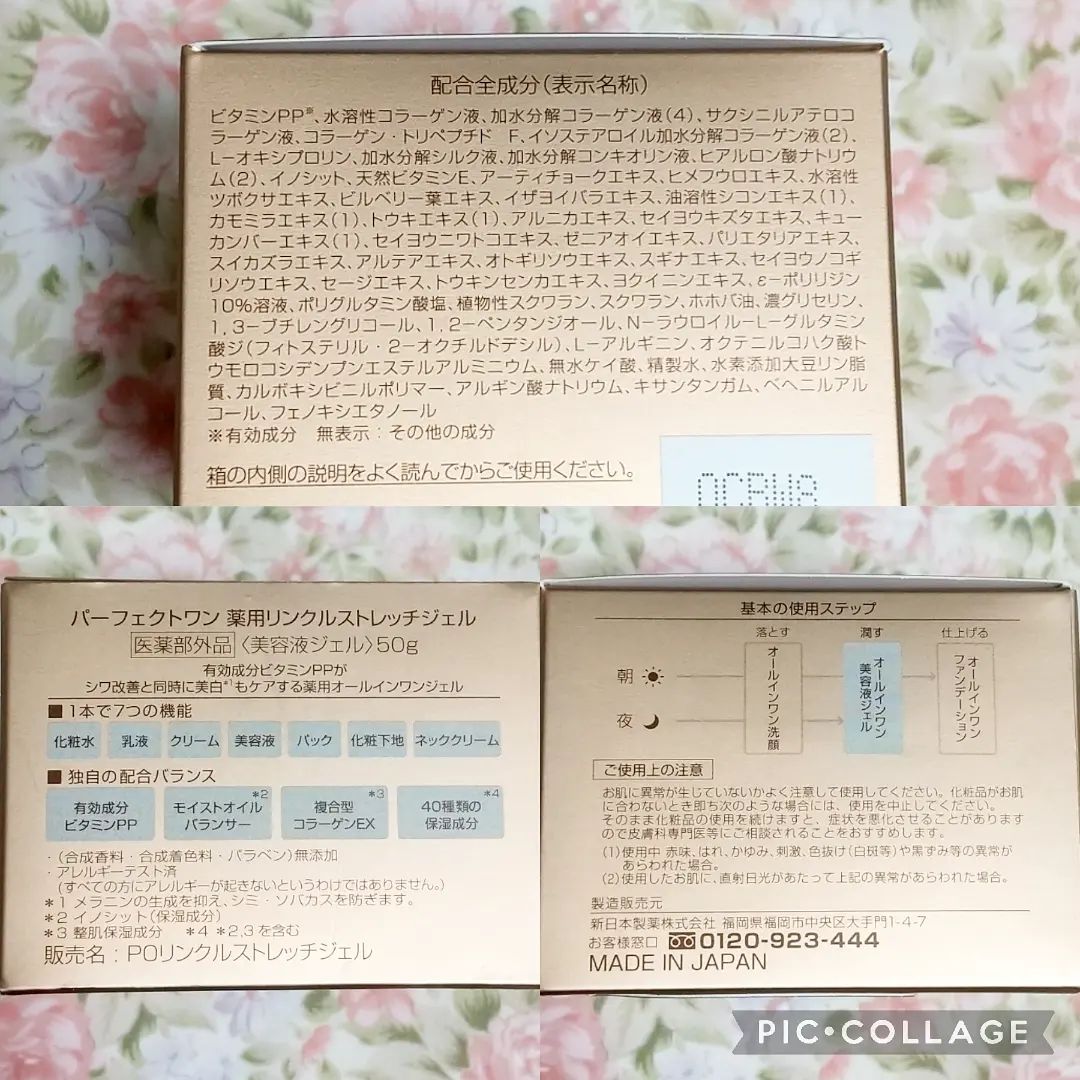 配合全成分(表示名称)
ビタミンPP※、水溶性コラーゲン液、加水分解コラーゲン液(4)、サクシニルアテロコ
ラーゲン液、コラーゲン・トリペプチド F、イソステアロイル加水分解コラーゲン液(2)、
L-オキシプロリン、加水分解シルク液、加水分解コンキオリン液、ヒアルロン酸ナトリウ
ム(2)、イノシット、天然ビタミンE、アーティチョークエキス、ヒメフウロエキス、水溶性
ツボクサエキス、ビルベリー葉エキス、イザヨイバラエキス、油溶性シコンエキス(1)、
カモミラエキス(1)、トウキエキス(1)、アルニカエキス、セイヨウキズタエキス、キュー
カンバーエキス(1)、セイヨウニワトコエキス、ゼニアオイエキス、パリエタリアエキス、
スイカズラエキス、アルテアエキス、オトギリソウエキス、スギナエキス、セイヨウノコギ
リソウエキス、セージエキス、トウキンセンカエキス、ヨクイニンエキス、ε-ポリリジン
10%溶液、ポリグルタミン酸塩、植物性スクワラン、スクワラン、ホホバ油、濃グリセリン、
1,3-ブチレングリコール、1,2-ペンタンジオール、N-ラウロイル-L-グルタミン
酸ジ(フィトステリル・2-オクチルドデシル)、L-アルギニン、オクテニルコハク酸ト
ウモロコシデンプンエステルアルミニウム、無水ケイ酸、精製水、水素添加大豆リン脂
質、カルボキシビニルポリマー、アルギン酸ナトリウム、キサンタンガム、ベヘニルアル
コール、フェノキシエタノール
※有効成分 無表示:その他の成分
箱の内側の説明をよく読んでからご使用ください。
パーフェクトワン 薬用リンクルストレッチジェル
医薬部外品 〈美容液ジェル〉50g
有効成分ビタミンPPが
シワ改善と同時に美白*1もケアする薬用オールインワンジェル
■1本で7つの機能
化粧水 乳液 クリーム 美容液 パック 化粧下地 ネッククリーム
■独自の配合バランス
有効成分 ビタミンPP
モイストオイル バランサー*2
複合型 コラーゲンEX*3
40種類の 保湿成分*4
・(合成香料・合成着色料・パラベン)無添加
・アレルギーテスト済
(すべての方にアレルギーが起きないというわけではありません。)
*1 メラニンの生成を抑え、シミ・ソバカスを防ぎます。
*2 イノシット(保湿成分)
*3 整肌保湿成分 *4 *2,3を含む
販売名:POリンクルストレッチジェル
基本の使用ステップ
落とす 潤す 仕上げる
朝
夜
オールインワン洗顔
オールインワン 美容液ジェル
オールインワン ファンデーション
ご使用上の注意
お肌に異常が生じていないかよく注意して使用してください。化粧品がお肌
に合わないとき即ち次のような場合には、使用を中止してください。
そのまま化粧品の使用を続けますと、症状を悪化させることがあります
ので皮膚科専門医等にご相談されることをおすすめします。
(1)使用中 赤味、はれ、かゆみ、刺激、色抜け(白斑等)や黒ずみ等の異常が
あらわれた場合。
(2)使用したお肌に、直射日光があたって上記の異常があらわれた場合。
製造販売元
新日本製薬株式会社 福岡県福岡市中央区大手門1-4-7
お客様窓口 0120-923-444
MADE IN JAPAN
PIC•COLLAGE